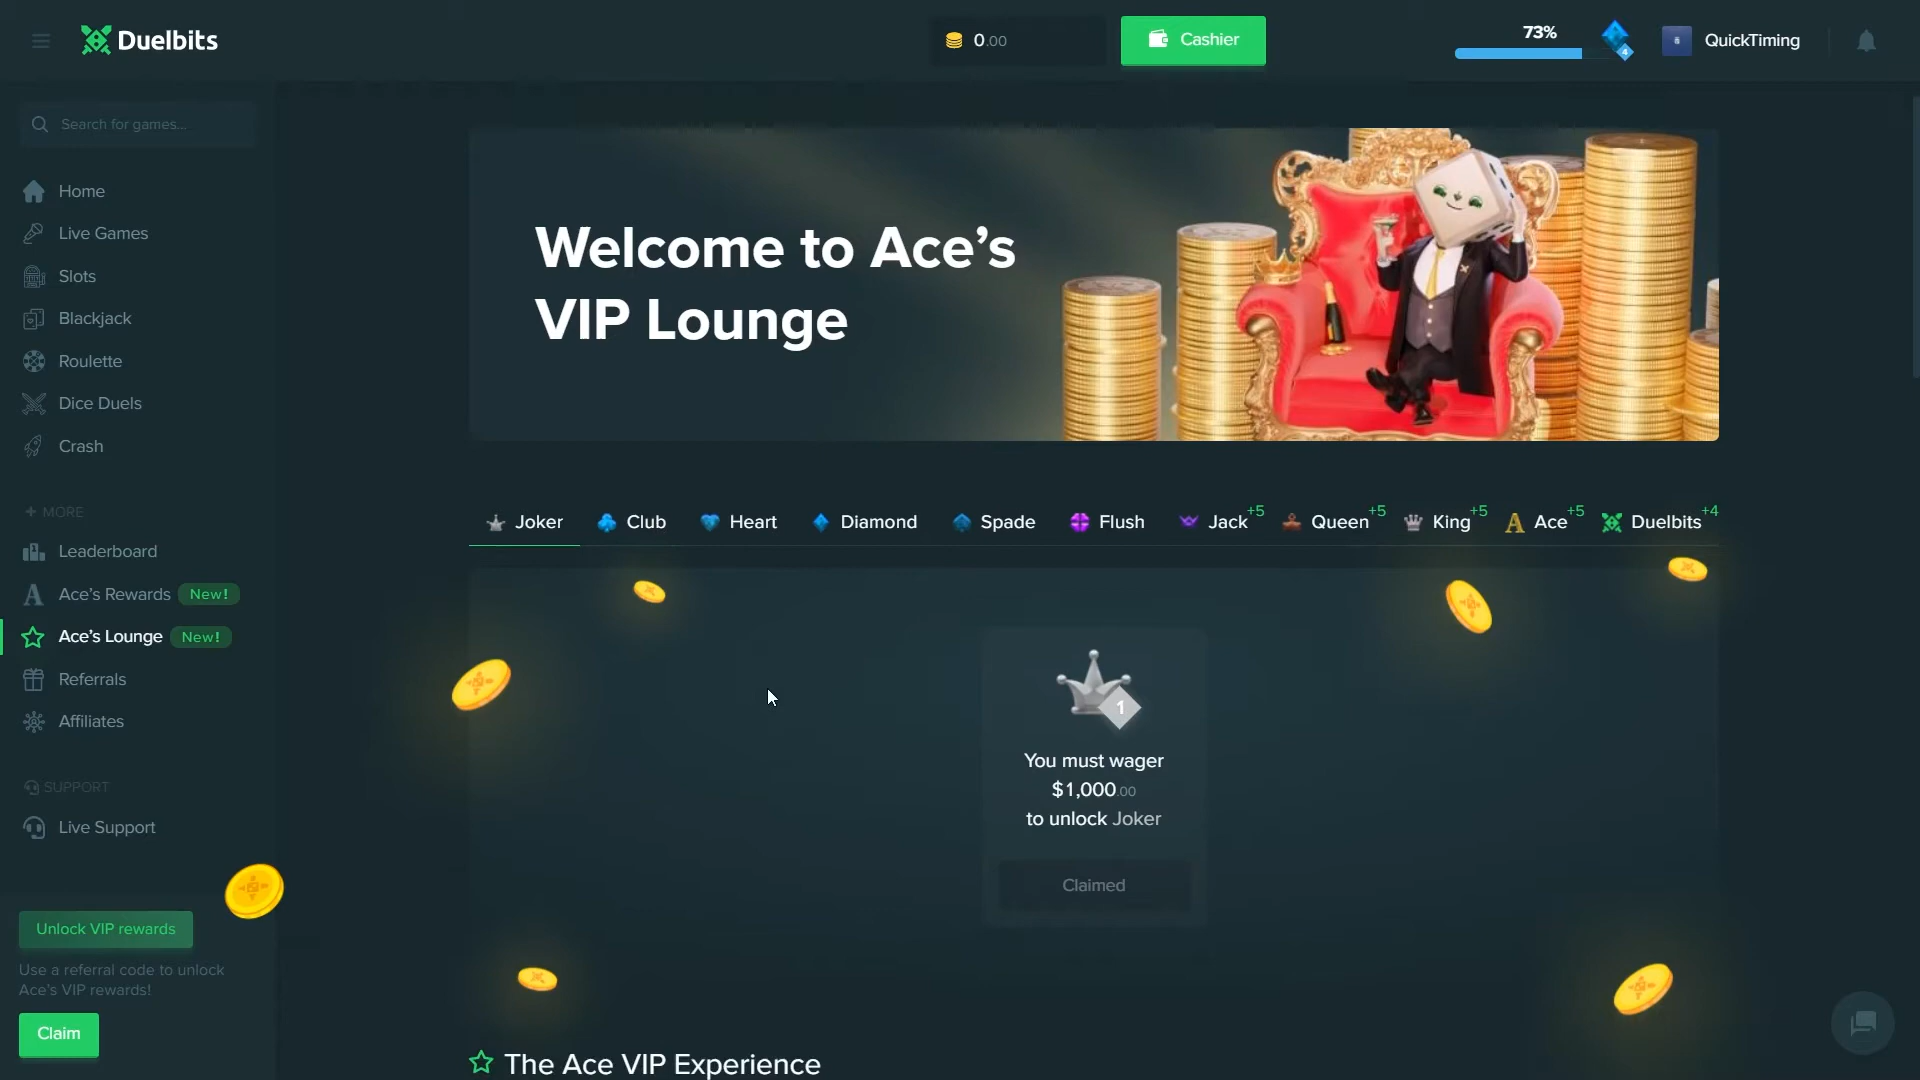 Duelbits
0.00
Cashier
73%
4
QuickTiming
Search for games...
Home
Live Games
Slots
Blackjack
Roulette
Dice Duels
Crash
+ MORE
Leaderboard
Ace's Rewards New!
Ace's Lounge New!
Referrals
Affiliates
SUPPORT
Live Support
Unlock VIP rewards
Use a referral code to unlock
Ace's VIP rewards!
Claim
Welcome to Ace’s
VIP Lounge
Joker Club Heart Diamond Spade Flush Jack+5 Queen+5 King+5 Ace+5 Duelbits+4
1
You must wager
$1,000.00
to unlock Joker
Claimed
The Ace VIP Experience